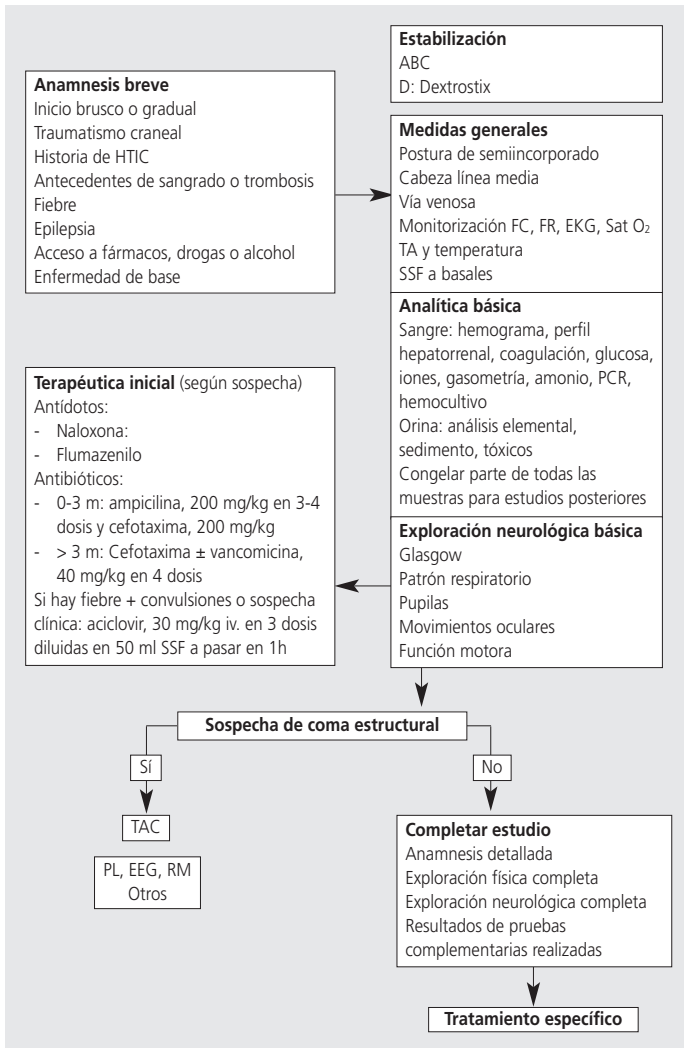 Estabilización
ABC
D: Dextrostix
Anamnesis breve
Inicio brusco o gradual
Traumatismo craneal
Historia de HTIC
Antecedentes de sangrado o trombosis
Fiebre
Epilepsia
Acceso a fármacos, drogas o alcohol
Enfermedad de base
Medidas generales
Postura de semiincorporado
Cabeza línea media
Vía venosa
Monitorización FC, FR, EKG, Sat O₂
TA y temperatura
SSF a basales
Analítica básica
Sangre: hemograma, perfil
hepatorrenal, coagulación, glucosa,
iones, gasometría, amonio, PCR,
hemocultivo
Orina: análisis elemental,
sedimento, tóxicos
Congelar parte de todas las
muestras para estudios posteriores
Exploración neurológica básica
Glasgow
Patrón respiratorio
Pupilas
Movimientos oculares
Función motora
Terapéutica inicial (según sospecha)
Antídotos:
- Naloxona:
- Flumazenilo
Antibióticos:
- 0-3 m: ampicilina, 200 mg/kg en 3-4
dosis y cefotaxima, 200 mg/kg
- > 3 m: Cefotaxima ± vancomicina,
40 mg/kg en 4 dosis
Si hay fiebre + convulsiones o sospecha
clínica: aciclovir, 30 mg/kg iv. en 3 dosis
diluidas en 50 ml SSF a pasar en 1h
Sospecha de coma estructural
Sí
No
TAC
PL, EEG, RM
Otros
Completar estudio
Anamnesis detallada
Exploración física completa
Exploración neurológica completa
Resultados de pruebas
complementarias realizadas
Tratamiento específico